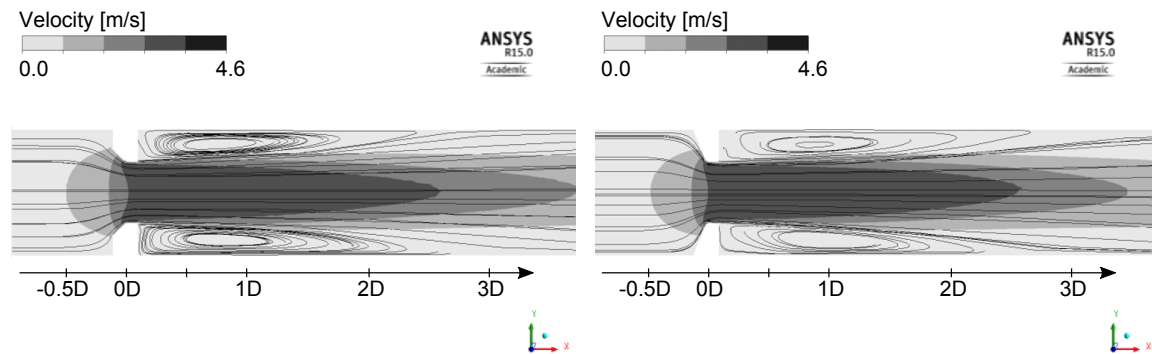 Velocity [m/s]
0.0 4.6
ANSYS
R15.0
Academic
-0.5D 0D 1D 2D 3D
Y
X
Velocity [m/s]
0.0 4.6
ANSYS
R15.0
Academic
-0.5D 0D 1D 2D 3D
Y
X